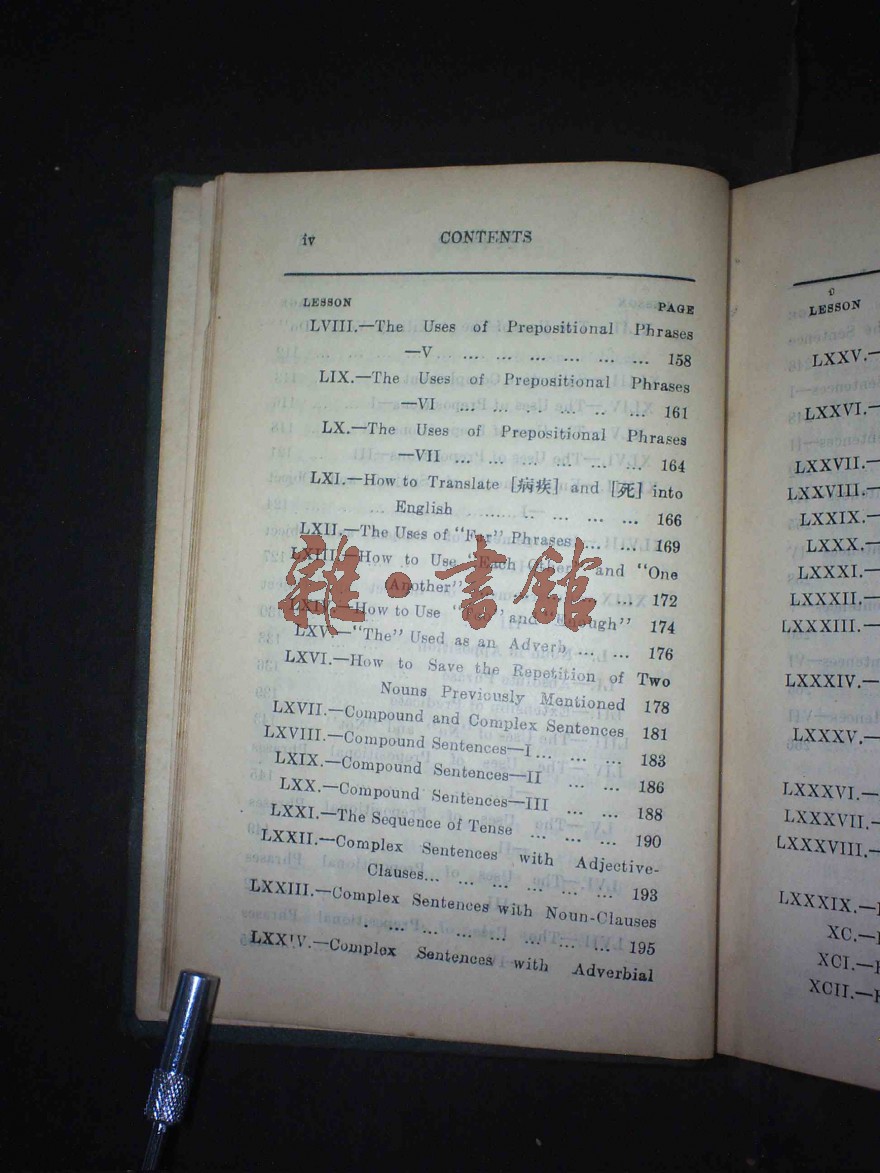 iv CONTENTS
LESSON PAGE
LVIII.—The Uses of Prepositional Phrases
—V ... ... ... ... ... ... 158
LIX.—The Uses of Prepositional Phrases
—VI ... ... ... ... ... ... 161
LX.—The Uses of Prepositional Phrases
—VII ... ... ... ... ... ... 164
LXI.—How to Translate [病疾] and [死] into
English ... ... ... ... ... 166
LXII.—The Uses of "For" Phrases ... ... 169
LXIII.—How to Use "Each Other" and "One
Another" ... 172
LXIV.—How to Use and "Enough" 174
LXV.—"The" Used as an Adverb ... ... 176
LXVI.—How to Save the Repetition of Two
Nouns Previously Mentioned 178
LXVII.—Compound and Complex Sentences 181
LXVIII.—Compound Sentences—I ... ... ... 183
LXIX.—Compound Sentences—II ... ... 186
LXX.—Compound Sentences—III ... ... 188
LXXI.—The Sequence of Tense ... ... ... 190
LXXII.—Complex Sentences with Adjective-
Clauses... ... ... ... ... ... ... 193
LXXIII.—Complex Sentences with Noun-Clauses
... ... ... ... ... ... ... 195
LXXIV.—Complex Sentences with Adverbial
雜·書館
LESSON
LXXV.—
LXXVI.—
LXXVII.—
LXXVIII.—
LXXIX.—
LXXX.—
LXXXI.—
LXXXII.—
LXXXIII.—
LXXXIV.—
LXXXV.—
LXXXVI.—
LXXXVII.—
LXXXVIII.—
LXXXIX.—
XC.—
XCI.—
XCII.—